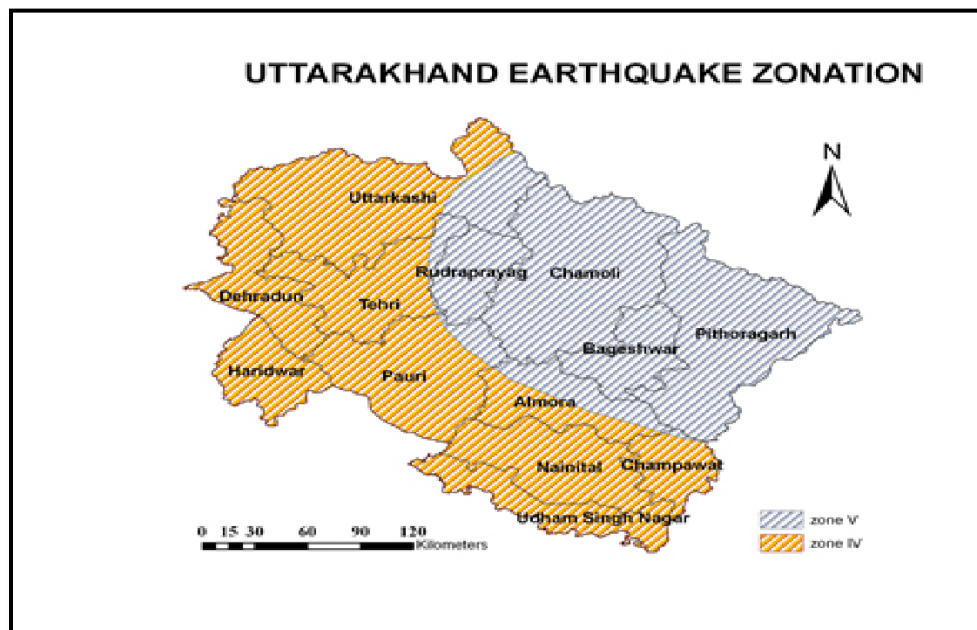 UTTARAKHAND EARTHQUAKE ZONATION
N
Uttarkashi
Rudraprayag
Chamoli
Dehradun
Tehri
Pithoragarh
Bageshwar
Haridwar
Pauri
Almora
Nainital
Champawat
Udham Singh Nagar
zone V
0 15 30 60 90 120
Kilometers
zone IV